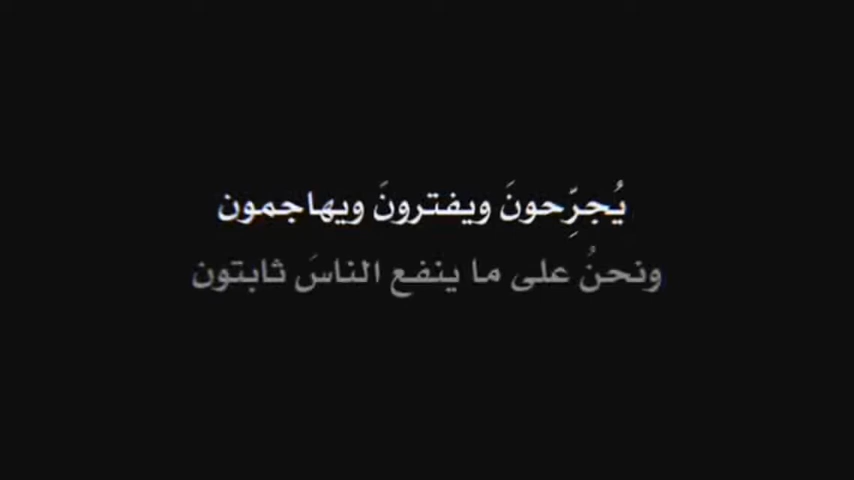 يُجرِّحونَ ويفترونَ ويهاجمون
ونحنُ على ما ينفع الناسَ ثابتون